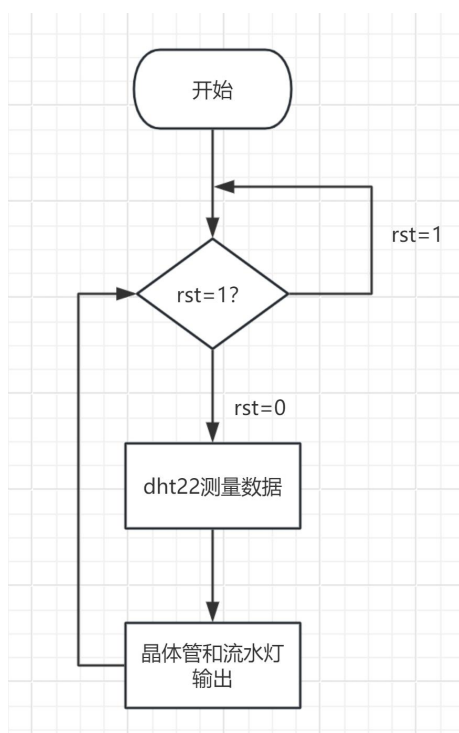 开始
rst=1
rst=1？
rst=0
dht22测量数据
晶体管和流水灯
输出